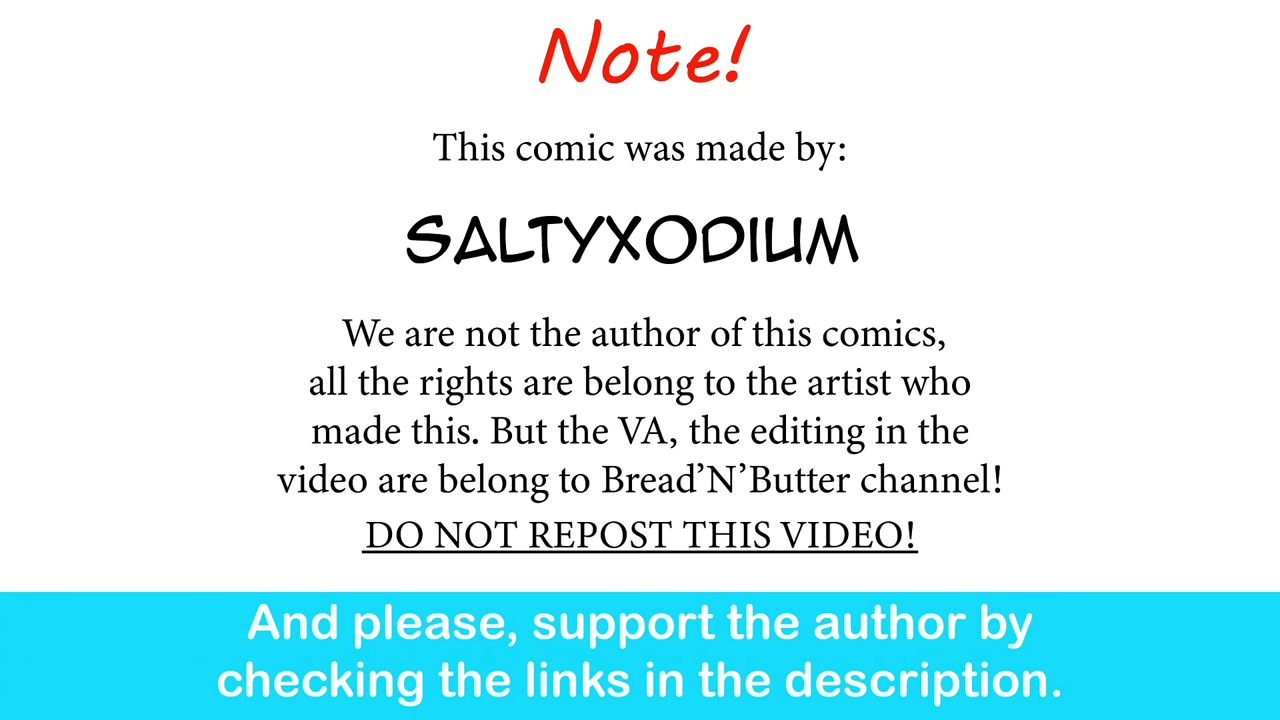 Note!
This comic was made by:
SALTYXODIUM
We are not the author of this comics,
all the rights are belong to the artist who
made this. But the VA, the editing in the
video are belong to Bread’N’Butter channel!
DO NOT REPOST THIS VIDEO!
And please, support the author by
checking the links in the description.